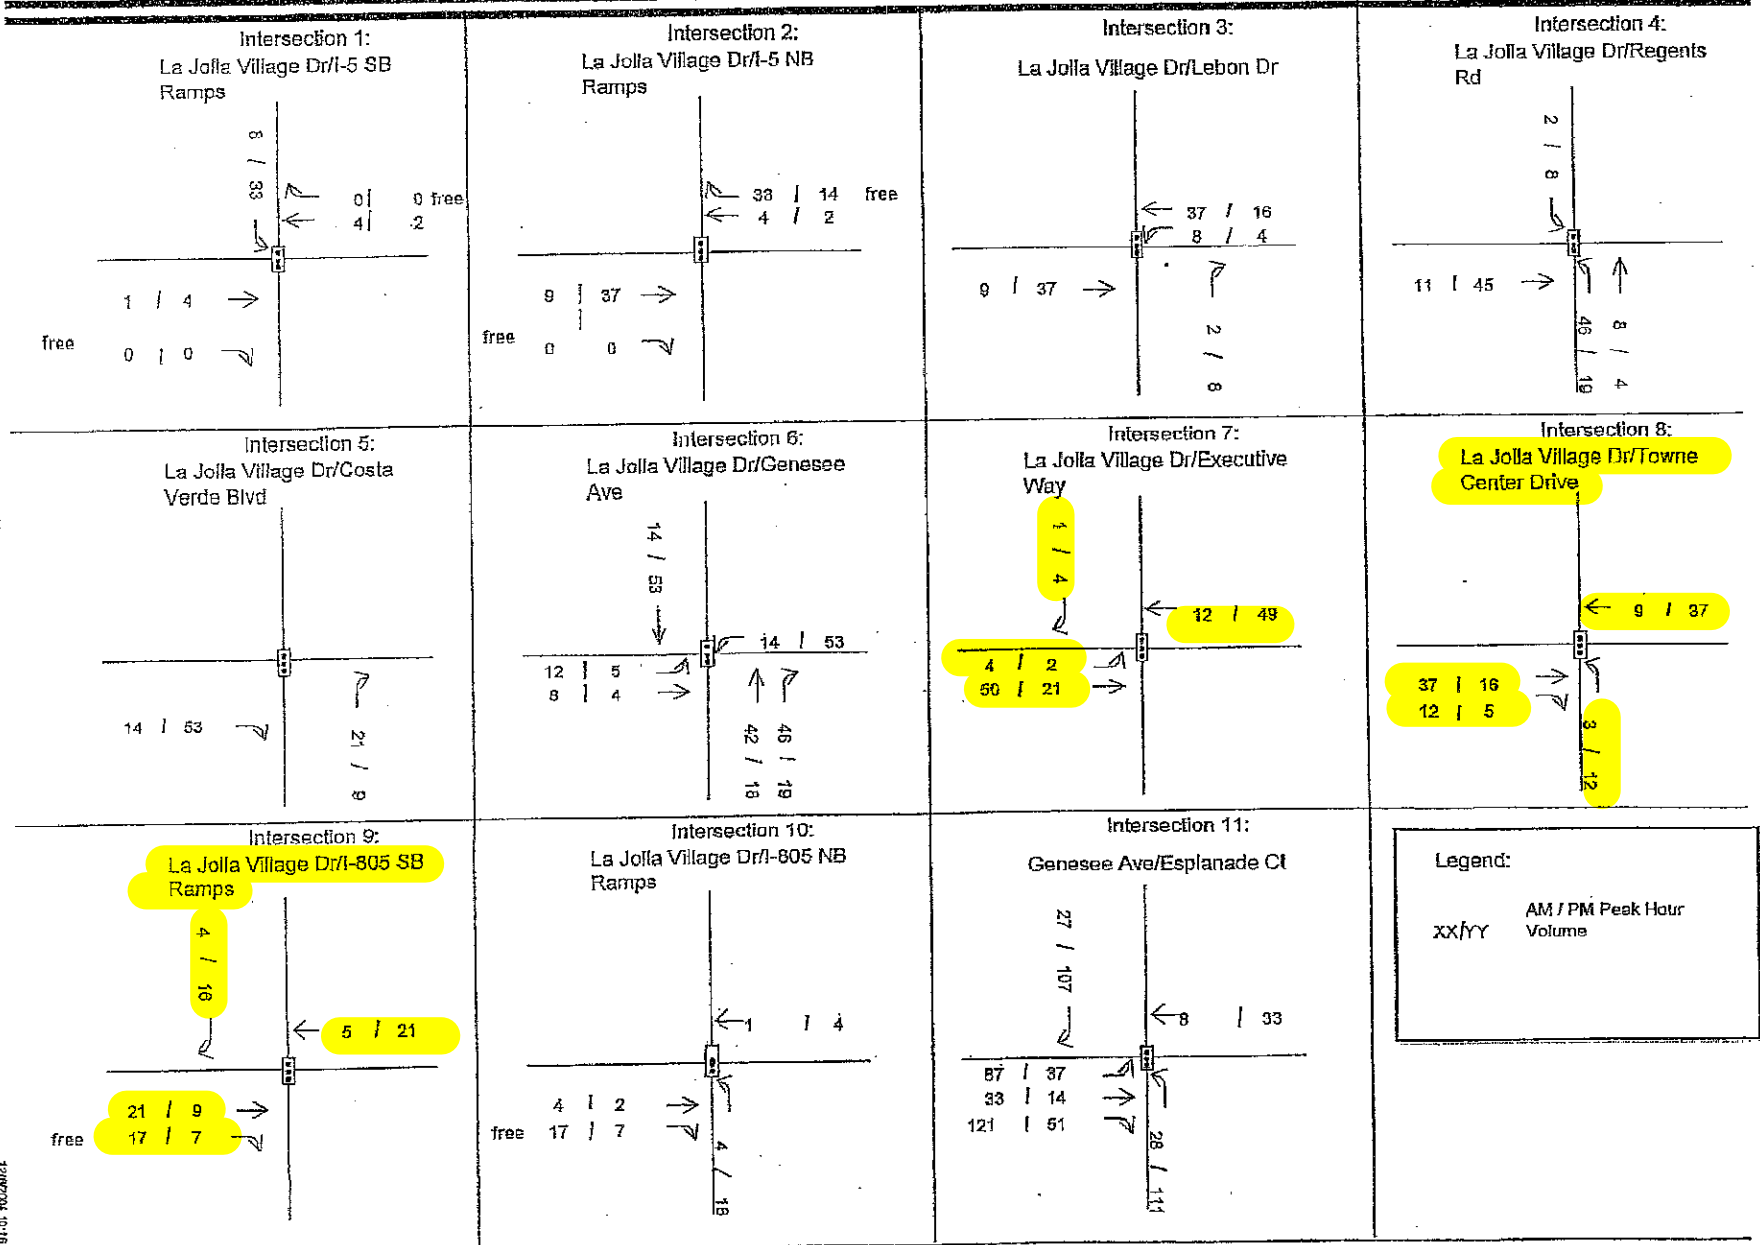 Intersection 1:
La Jolla Village Dr/I-5 SB
Ramps
8 / 33
0 | 0 free
4 | 2
1 / 4
free
0 | 0
Intersection 2:
La Jolla Village Dr/I-5 NB
Ramps
33 / 14 free
4 / 2
9 | 37
free
0 0
Intersection 3:
La Jolla Village Dr/Lebon Dr
37 / 16
8 / 4
9 / 37
2 / 8
Intersection 4:
La Jolla Village Dr/Regents
Rd
2 / 8
11 / 45
46 / 19
8 / 4
Intersection 5:
La Jolla Village Dr/Costa
Verde Blvd
14 / 53
21 / 9
Intersection 6:
La Jolla Village Dr/Genesee
Ave
14 / 53
14 / 53
12 | 5
8 | 4
42 / 18
46 / 19
Intersection 7:
La Jolla Village Dr/Executive
Way
1 / 4
12 / 49
4 / 2
50 / 21
Intersection 8:
La Jolla Village Dr/Towne
Center Drive
9 / 37
37 | 16
12 | 5
3 / 12
Intersection 9:
La Jolla Village Dr/I-805 SB
Ramps
4 / 16
5 / 21
21 / 9
free 17 / 7
Intersection 10:
La Jolla Village Dr/I-805 NB
Ramps
1 / 4
4 / 2
free 17 / 7
4 / 16
Intersection 11:
Genesee Ave/Esplanade Ct
27 / 107
8 / 33
87 / 37
33 / 14
121 / 51
28 / 111
Legend:
AM / PM Peak Hour
XX/YY Volume